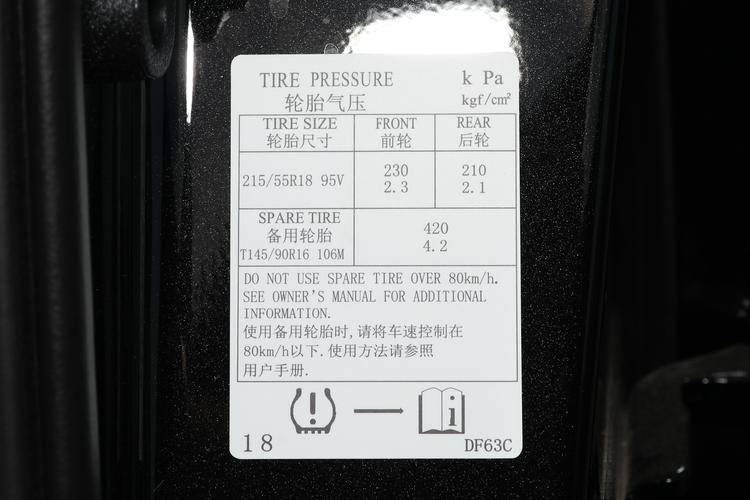 TIRE PRESSURE k Pa
轮胎气压 kgf/cm²
TIRE SIZE FRONT REAR
轮胎尺寸 前轮 后轮
215/55R18 95V 230 210
2.3 2.1
SPARE TIRE
备用轮胎 420
T145/90R16 106M 4.2
DO NOT USE SPARE TIRE OVER 80km/h.
SEE OWNER'S MANUAL FOR ADDITIONAL
INFORMATION.
使用备用轮胎时,请将车速控制在
80km/h以下.使用方法请参照
用户手册.
18 DF63C